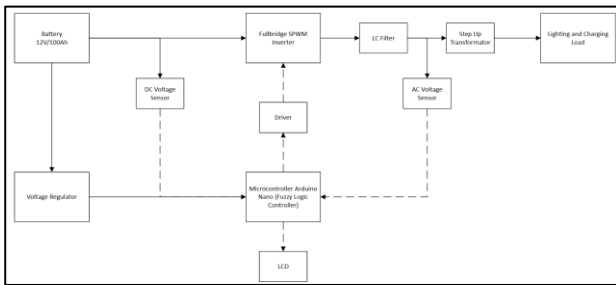 Battery
12V/100Ah
Fullbridge SPWM
Inverter
LC Filter
Step Up
Transformator
Lighting and Charging
Load
DC Voltage
Sensor
AC Voltage
Sensor
Driver
Voltage Regulator
Microcontroller Arduino
Nano (Fuzzy Logic
Controller)
LCD